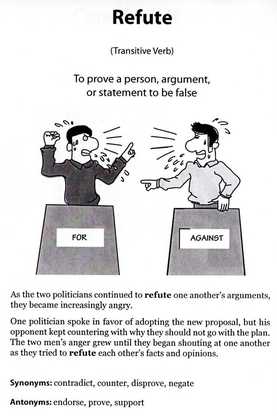 Refute
(Transitive Verb)
To prove a person, argument,
or statement to be false
FOR
AGAINST
As the two politicians continued to refute one another's arguments,
they became increasingly angry.
One politician spoke in favor of adopting the new proposal, but his
opponent kept countering with why they should not go with the plan.
The two men's anger grew until they began shouting at one another
as they tried to refute each other's facts and opinions.
Synonyms: contradict, counter, disprove, negate
Antonyms: endorse, prove, support